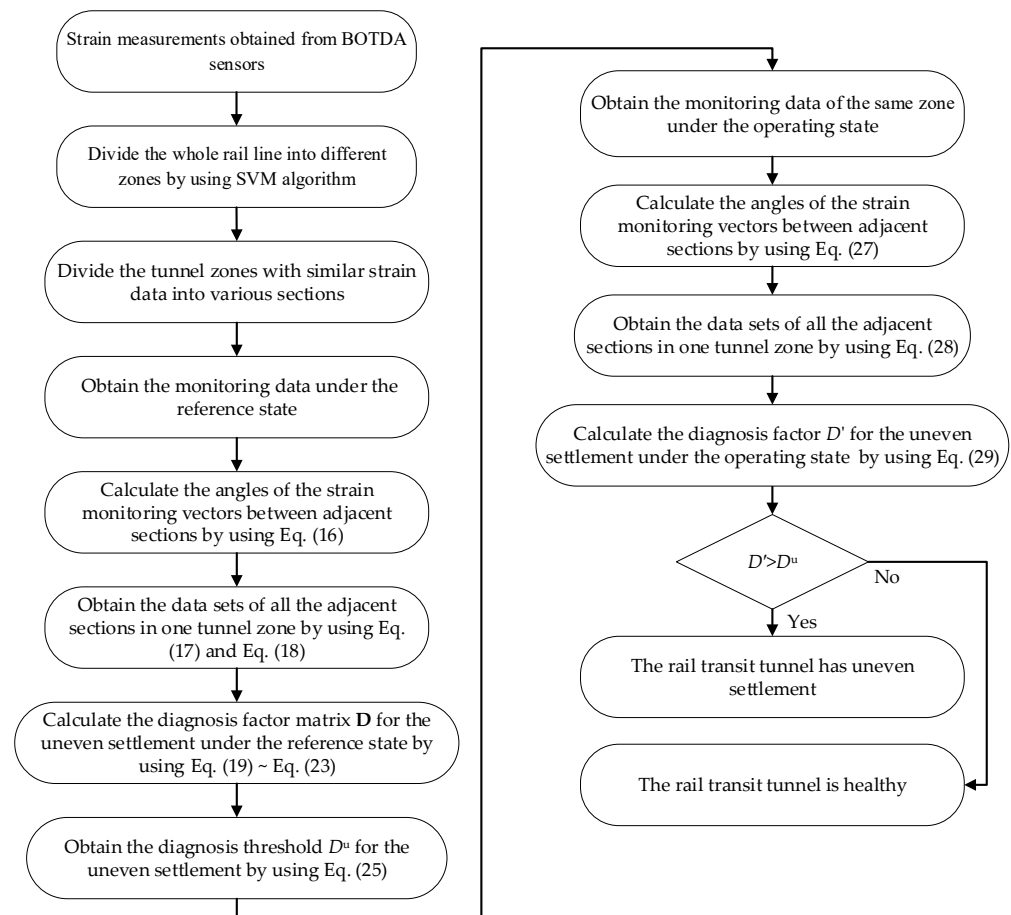 Strain measurements obtained from BOTDA
sensors
Divide the whole rail line into different
zones by using SVM algorithm
Divide the tunnel zones with similar strain
data into various sections
Obtain the monitoring data under the
reference state
Calculate the angles of the strain
monitoring vectors between adjacent
sections by using Eq. (16)
Obtain the data sets of all the adjacent
sections in one tunnel zone by using Eq.
(17) and Eq. (18)
Calculate the diagnosis factor matrix D for the
uneven settlement under the reference state by
using Eq. (19) ~ Eq. (23)
Obtain the diagnosis threshold Dᵘ for the
uneven settlement by using Eq. (25)
Obtain the monitoring data of the same zone
under the operating state
Calculate the angles of the strain
monitoring vectors between adjacent
sections by using Eq. (27)
Obtain the data sets of all the adjacent
sections in one tunnel zone by using Eq. (28)
Calculate the diagnosis factor D' for the uneven
settlement under the operating state by using Eq. (29)
D'>Dᵘ
No
Yes
The rail transit tunnel has uneven
settlement
The rail transit tunnel is healthy